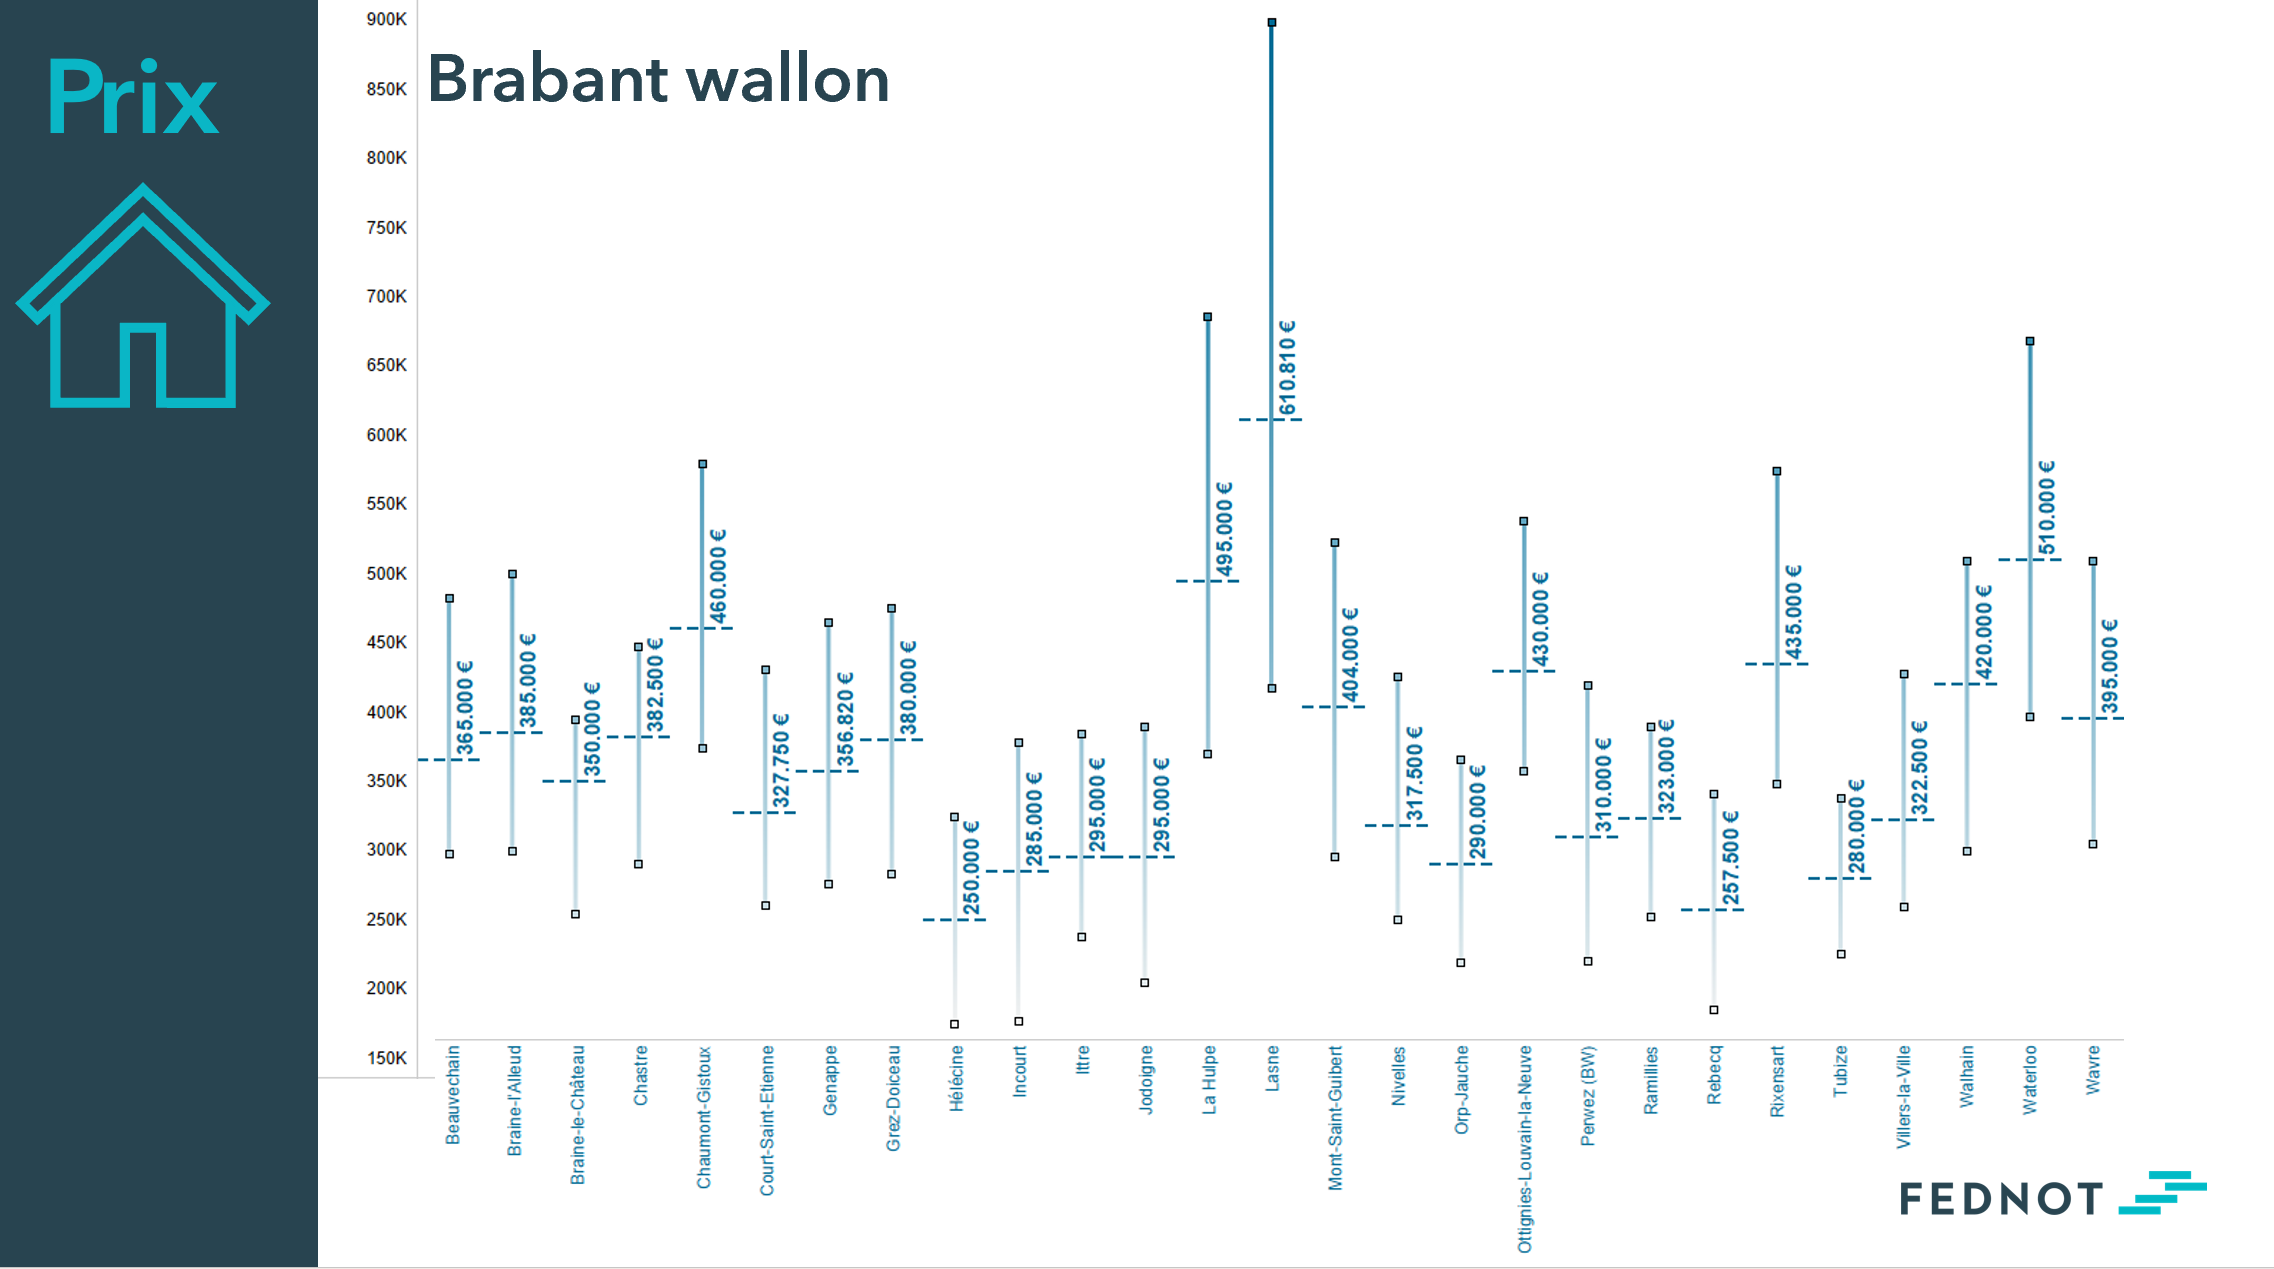 Prix
Brabant wallon
900K
850K
800K
750K
700K
650K
600K
550K
500K
450K
400K
350K
300K
250K
200K
150K
365.000 €
385.000 €
350.000 €
382.500 €
460.000 €
327.750 €
356.820 €
380.000 €
250.000 €
285.000 €
295.000 €
295.000 €
495.000 €
610.810 €
404.000 €
317.500 €
290.000 €
430.000 €
310.000 €
323.000 €
257.500 €
435.000 €
280.000 €
322.500 €
420.000 €
510.000 €
395.000 €
Beauvechain
Braine-l'Alleud
Braine-le-Château
Chastre
Chaumont-Gistoux
Court-Saint-Etienne
Genappe
Grez-Doiceau
Hélécine
Incourt
Ittre
Jodoigne
La Hulpe
Lasne
Mont-Saint-Guibert
Nivelles
Orp-Jauche
Ottignies-Louvain-la-Neuve
Perwez (BW)
Ramillies
Rebecq
Rixensart
Tubize
Villers-la-Ville
Walhain
Waterloo
Wavre
FEDNOT